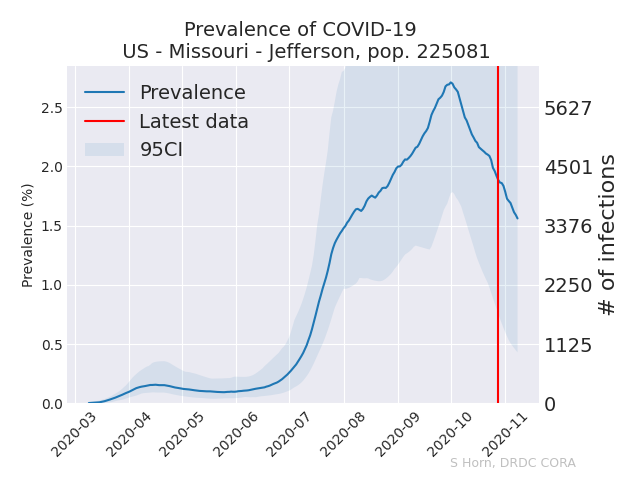 Prevalence of COVID-19
US - Missouri - Jefferson, pop. 225081
Prevalence
Latest data
95CI
Prevalence (%)
2.5
2.0
1.5
1.0
0.5
0.0
5627
4501
3376
2250
1125
0
# of infections
2020-03
2020-04
2020-05
2020-06
2020-07
2020-08
2020-09
2020-10
2020-11
S Horn, DRDC CORA